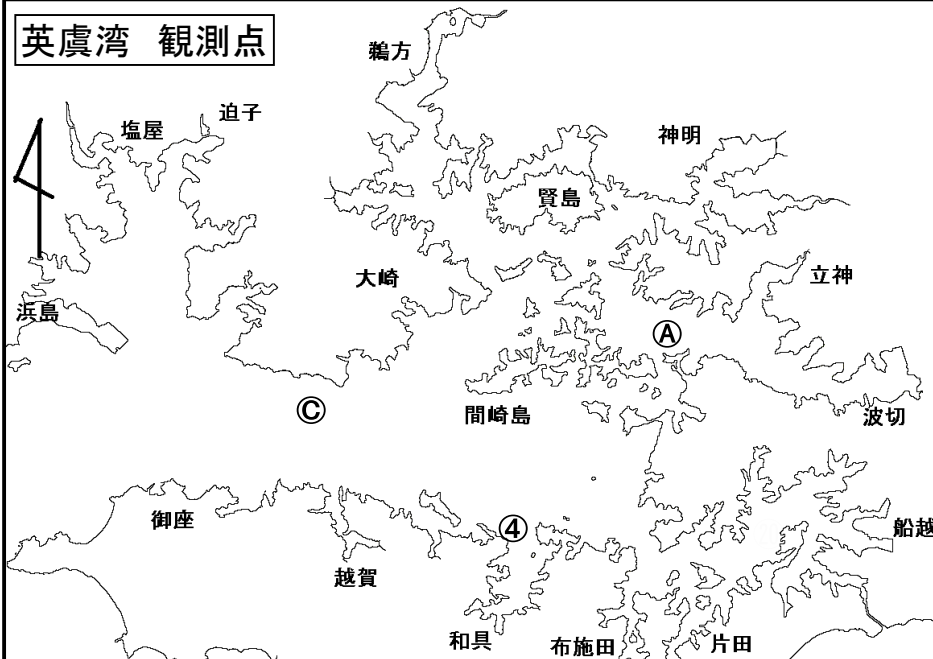 英虞湾 観測点
鵜方
迫子
塩屋
神明
賢島
大崎
立神
浜島
Ⓐ
間崎島
波切
Ⓒ
御座
④
船越
越賀
和具
布施田
片田